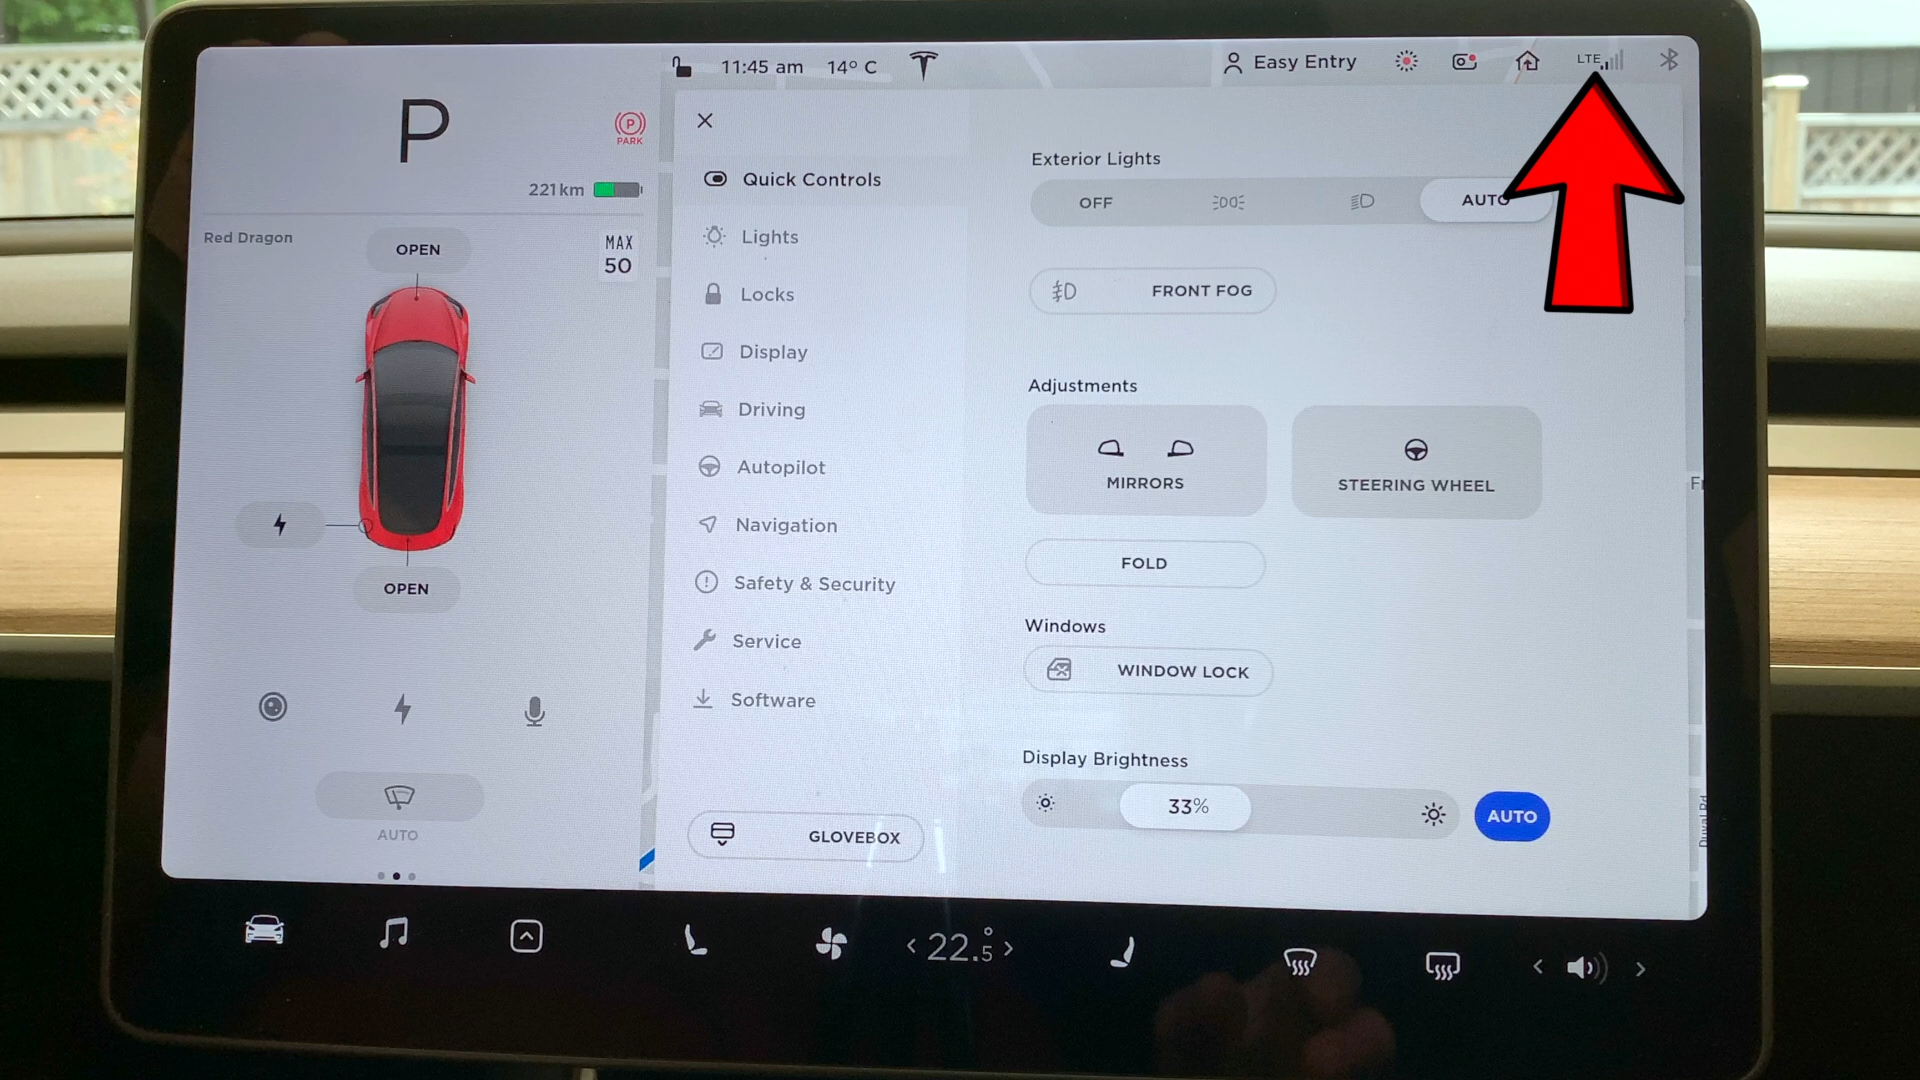 11:45 am 14° C Easy Entry LTE
P
PARK
221 km
Red Dragon
OPEN
MAX
50
OPEN
AUTO
Quick Controls
Lights
Locks
Display
Driving
Autopilot
Navigation
Safety & Security
Service
Software
GLOVEBOX
Exterior Lights
OFF AUTO
FRONT FOG
Adjustments
MIRRORS STEERING WHEEL
FOLD
Windows
WINDOW LOCK
Display Brightness
33% AUTO
Duval Rd
< 22.5° >
< >